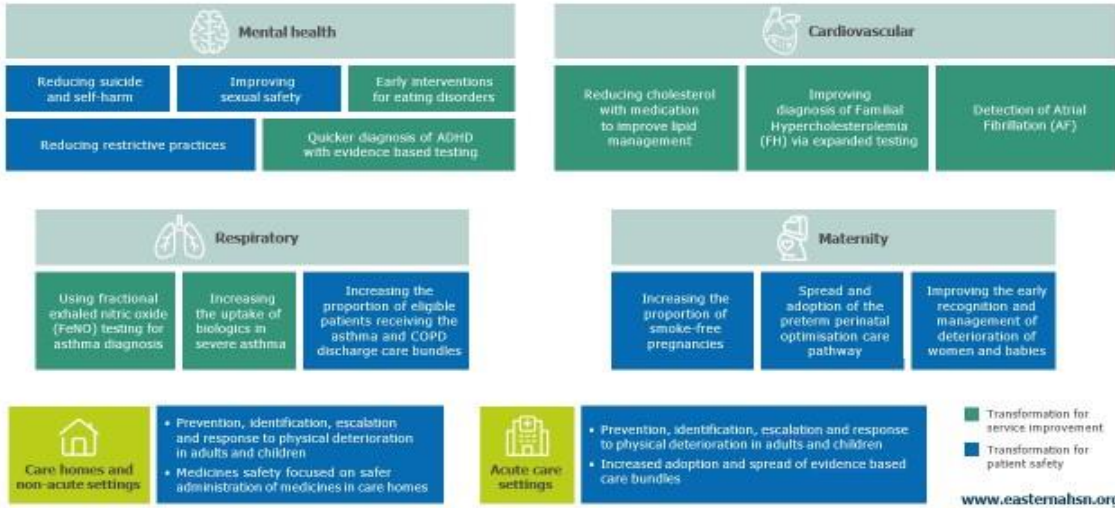 Mental health
Reducing suicide
and self-harm
Improving
sexual safety
Early interventions
for eating disorders
Reducing restrictive practices
Quicker diagnosis of ADHD
with evidence based testing
Cardiovascular
Reducing cholesterol
with medication
to improve lipid
management
Improving
diagnosis of Familial
Hypercholesterolemia
(FH) via expanded testing
Detection of Atrial
Fibrillation (AF)
Respiratory
Using fractional
exhaled nitric oxide
(FeNO) testing for
asthma diagnosis
Increasing
the uptake of
biologics in
severe asthma
Increasing the
proportion of eligible
patients receiving the
asthma and COPD
discharge care bundles
Maternity
Increasing the
proportion of
smoke-free
pregnancies
Spread and
adoption of the
preterm perinatal
optimisation care
pathway
Improving the early
recognition and
management of
deterioration of
women and babies
Care homes and
non-acute settings
• Prevention, identification, escalation
and response to physical deterioration
in adults and children
• Medicines safety focused on safer
administration of medicines in care homes
Acute care
settings
• Prevention, identification, escalation and response
to physical deterioration in adults and children
• Increased adoption and spread of evidence based
care bundles
Transformation for
service improvement
Transformation for
patient safety
www.easternahsn.org